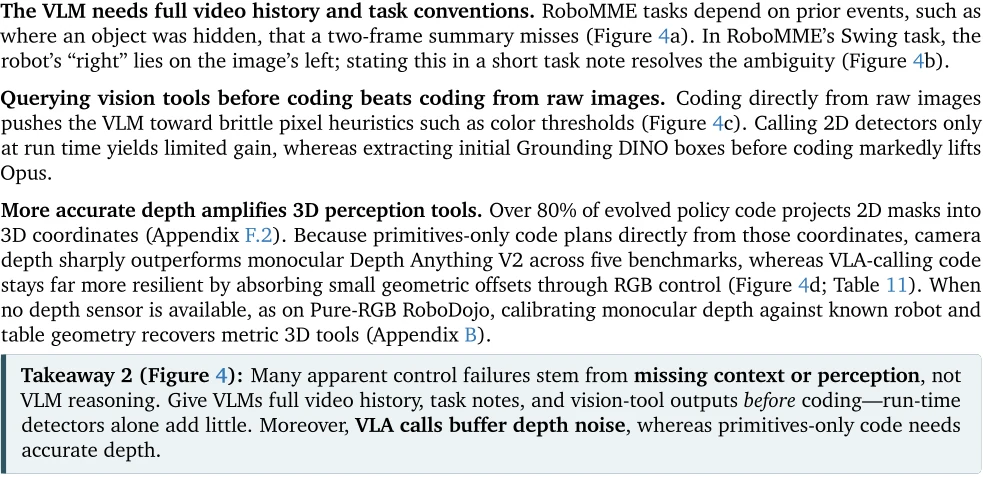 The VLM needs full video history and task conventions. RoboMME tasks depend on prior events, such as
where an object was hidden, that a two-frame summary misses (Figure 4a). In RoboMME's Swing task, the
robot's “right” lies on the image's left; stating this in a short task note resolves the ambiguity (Figure 4b).
Querying vision tools before coding beats coding from raw images. Coding directly from raw images
pushes the VLM toward brittle pixel heuristics such as color thresholds (Figure 4c). Calling 2D detectors only
at run time yields limited gain, whereas extracting initial Grounding DINO boxes before coding markedly lifts
Opus.
More accurate depth amplifies 3D perception tools. Over 80% of evolved policy code projects 2D masks into
3D coordinates (Appendix F.2). Because primitives-only code plans directly from those coordinates, camera
depth sharply outperforms monocular Depth Anything V2 across five benchmarks, whereas VLA-calling code
stays far more resilient by absorbing small geometric offsets through RGB control (Figure 4d; Table 11). When
no depth sensor is available, as on Pure-RGB RoboDojo, calibrating monocular depth against known robot and
table geometry recovers metric 3D tools (Appendix B).
Takeaway 2 (Figure 4): Many apparent control failures stem from missing context or perception, not
VLM reasoning. Give VLMs full video history, task notes, and vision-tool outputs before coding—run-time
detectors alone add little. Moreover, VLA calls buffer depth noise, whereas primitives-only code needs
accurate depth.